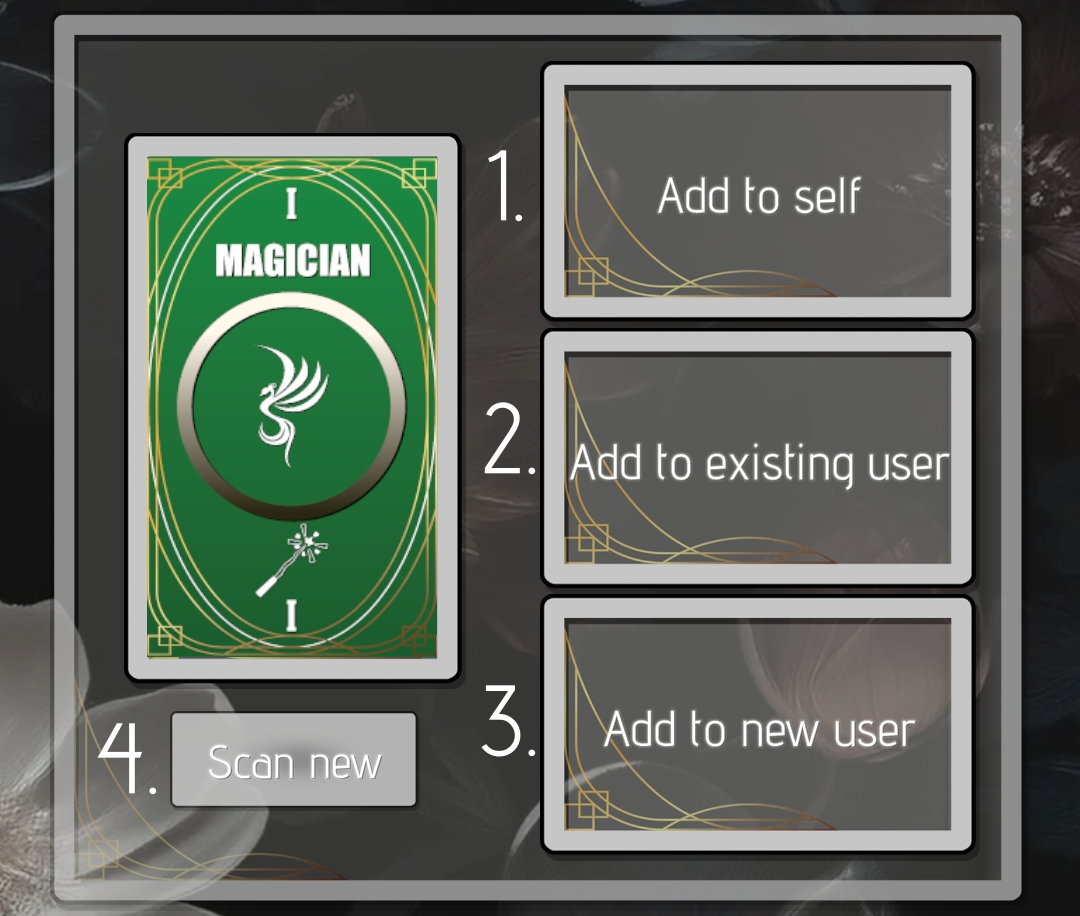 I
MAGICIAN
I
1.
Add to self
2.
Add to existing user
3.
Add to new user
4.
Scan new